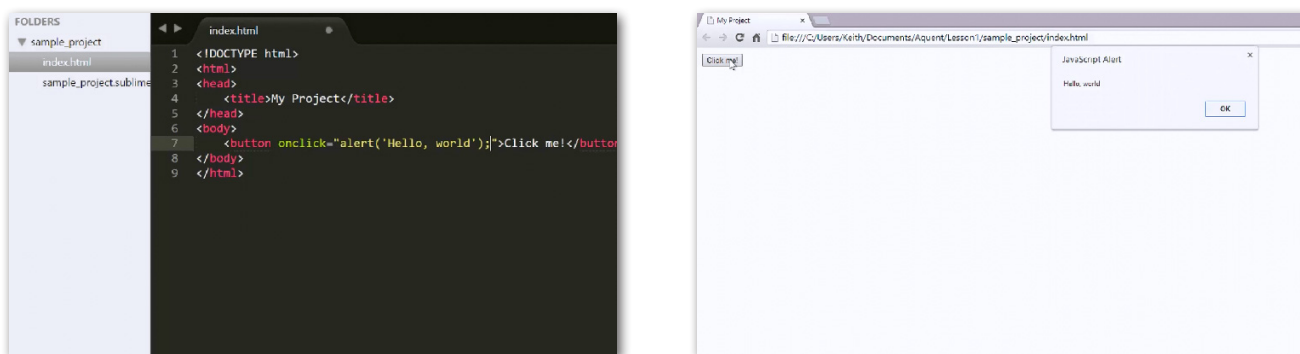 FOLDERS
sample_project
index.html
sample_project.sublime
index.html
1 <!DOCTYPE html>
2 <html>
3 <head>
4 <title>My Project</title>
5 </head>
6 <body>
7 <button onclick="alert('Hello, world');">Click me!</button
8 </body>
9 </html>
My Project
file:///C:/Users/Keith/Documents/Aquent/Lesson1/sample_project/index.html
Click me!
JavaScript Alert
Hello, world
OK